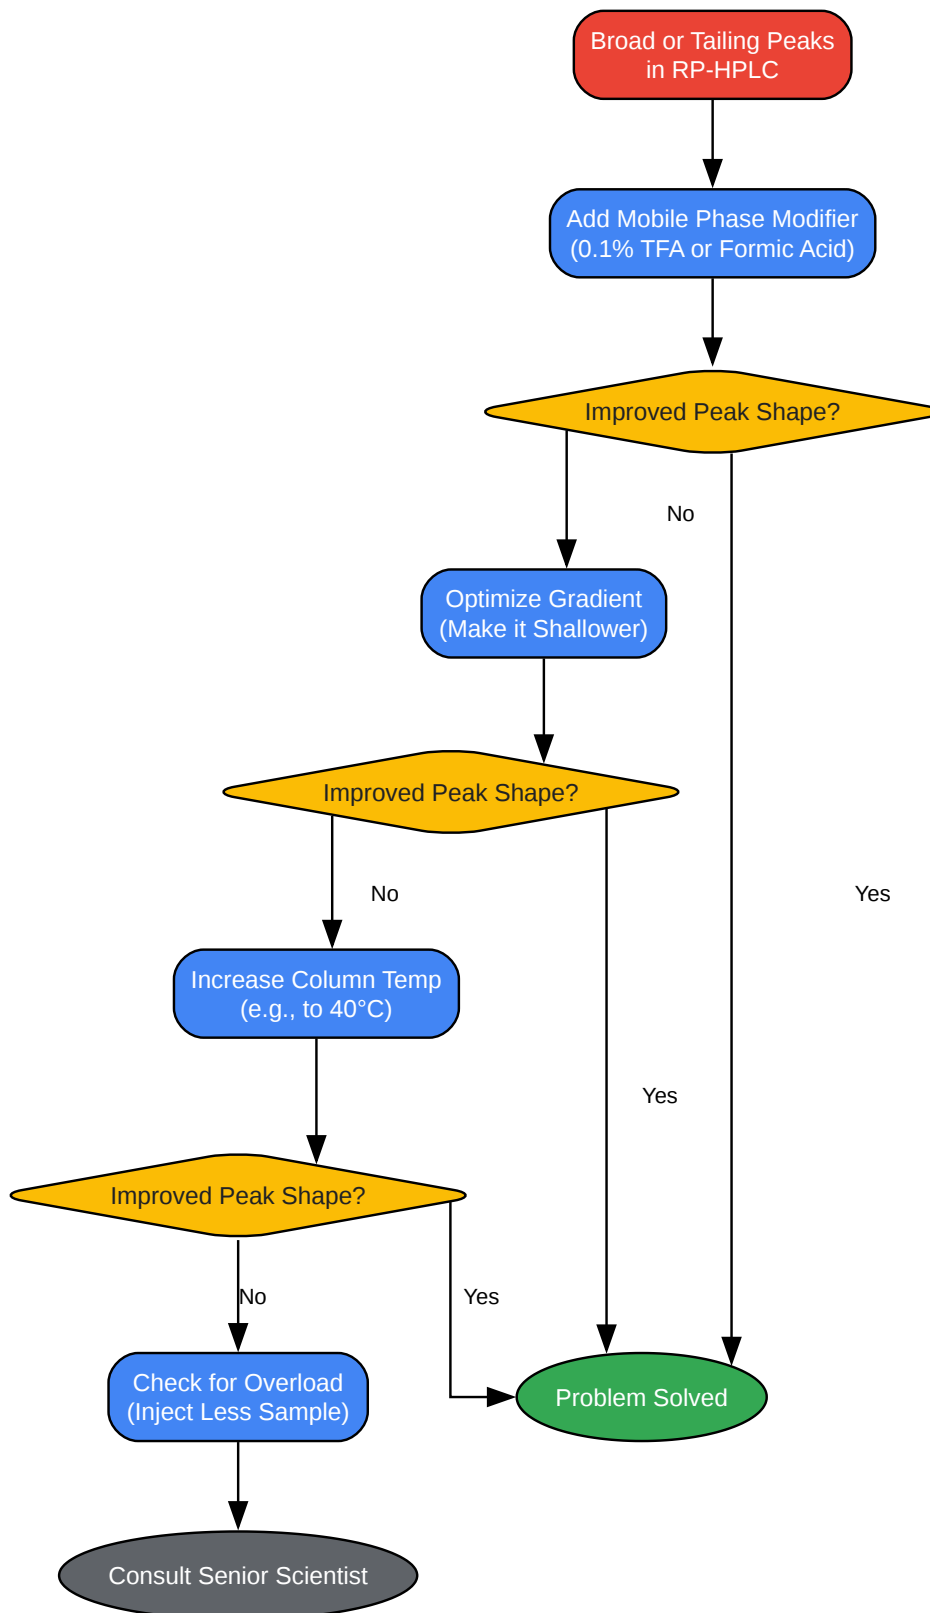 Broad or Tailing Peaks
in RP-HPLC
Add Mobile Phase Modifier
(0.1% TFA or Formic Acid)
Improved Peak Shape?
No
Optimize Gradient
(Make it Shallower)
Improved Peak Shape?
No
Yes
Increase Column Temp
(e.g., to 40°C)
Yes
Improved Peak Shape?
No
Yes
Check for Overload
(Inject Less Sample)
Problem Solved
Consult Senior Scientist